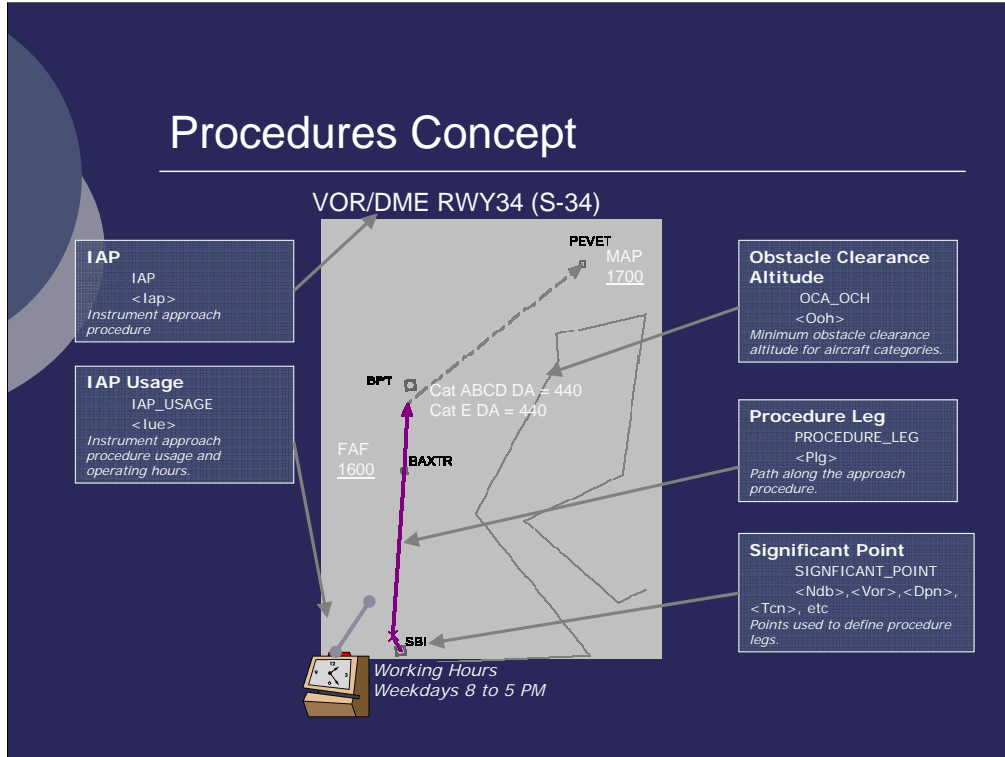 Procedures Concept
VOR/DME RWY34 (S-34)
IAP
IAP
<Iap>
Instrument approach
procedure
IAP Usage
IAP_USAGE
<Iue>
Instrument approach
procedure usage and
operating hours.
PEVET
MAP
1700
BPT
Cat ABCD DA = 440
Cat E DA = 440
FAF
1600
BAXTR
SBI
12
9
3
6
Working Hours
Weekdays 8 to 5 PM
Obstacle Clearance
Altitude
OCA_OCH
<Ooh>
Minimum obstacle clearance
altitude for aircraft categories.
Procedure Leg
PROCEDURE_LEG
<Plg>
Path along the approach
procedure.
Significant Point
SIGNFICANT_POINT
<Ndb>,<Vor>,<Dpn>,
<Tcn>, etc
Points used to define procedure
legs.